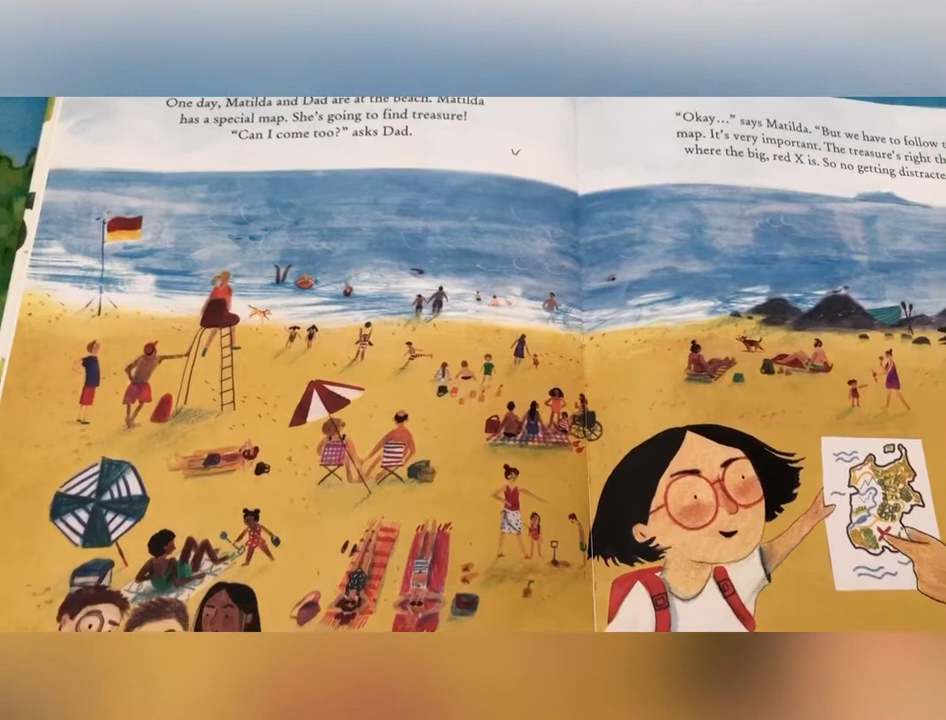 One day, Matilda and Dad are at the beach. Matilda
has a special map. She's going to find treasure!
"Can I come too?" asks Dad.
"Okay..." says Matilda. "But we have to follow
map. It's very important. The treasure's right
where the big, red X is. So no getting